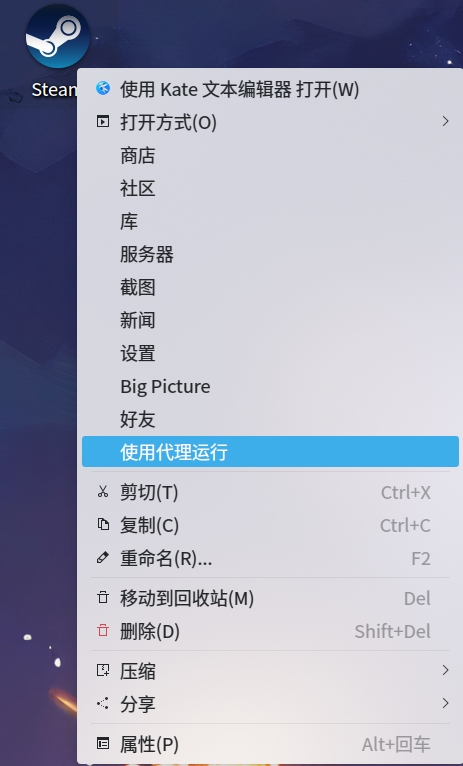 Steam
使用 Kate 文本编辑器 打开(W)
打开方式(O)
商店
社区
库
服务器
截图
新闻
设置
Big Picture
好友
使用代理运行
剪切(T) Ctrl+X
复制(C) Ctrl+C
重命名(R)... F2
移动到回收站(M) Del
删除(D) Shift+Del
压缩
分享
属性(P) Alt+回车